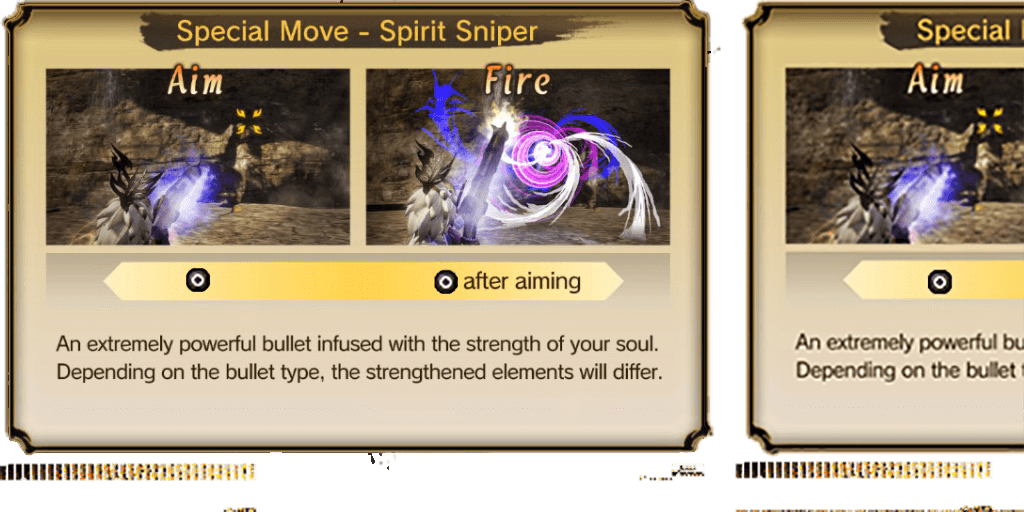 Special Move - Spirit Sniper
Aim
Fire
after aiming
An extremely powerful bullet infused with the strength of your soul.
Depending on the bullet type, the strengthened elements will differ.
Special
Aim
An extremely powerful bu
Depending on the bullet